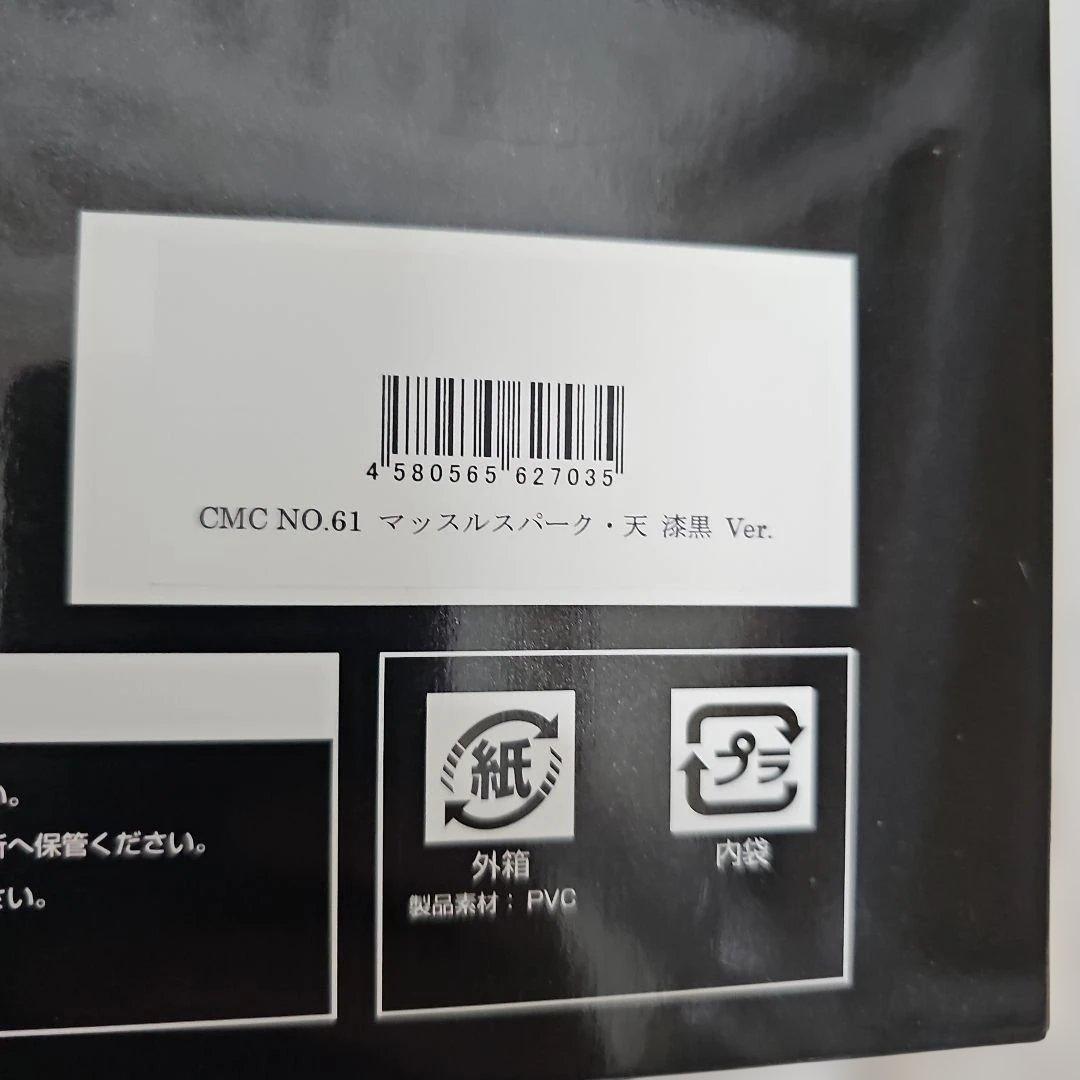 4 580565 627035
CMC NO.61 マッスルスパーク・天 漆黒 Ver.
い。
所へ保管ください。
さい。
紙
プラ
外箱
内袋
製品素材：PVC